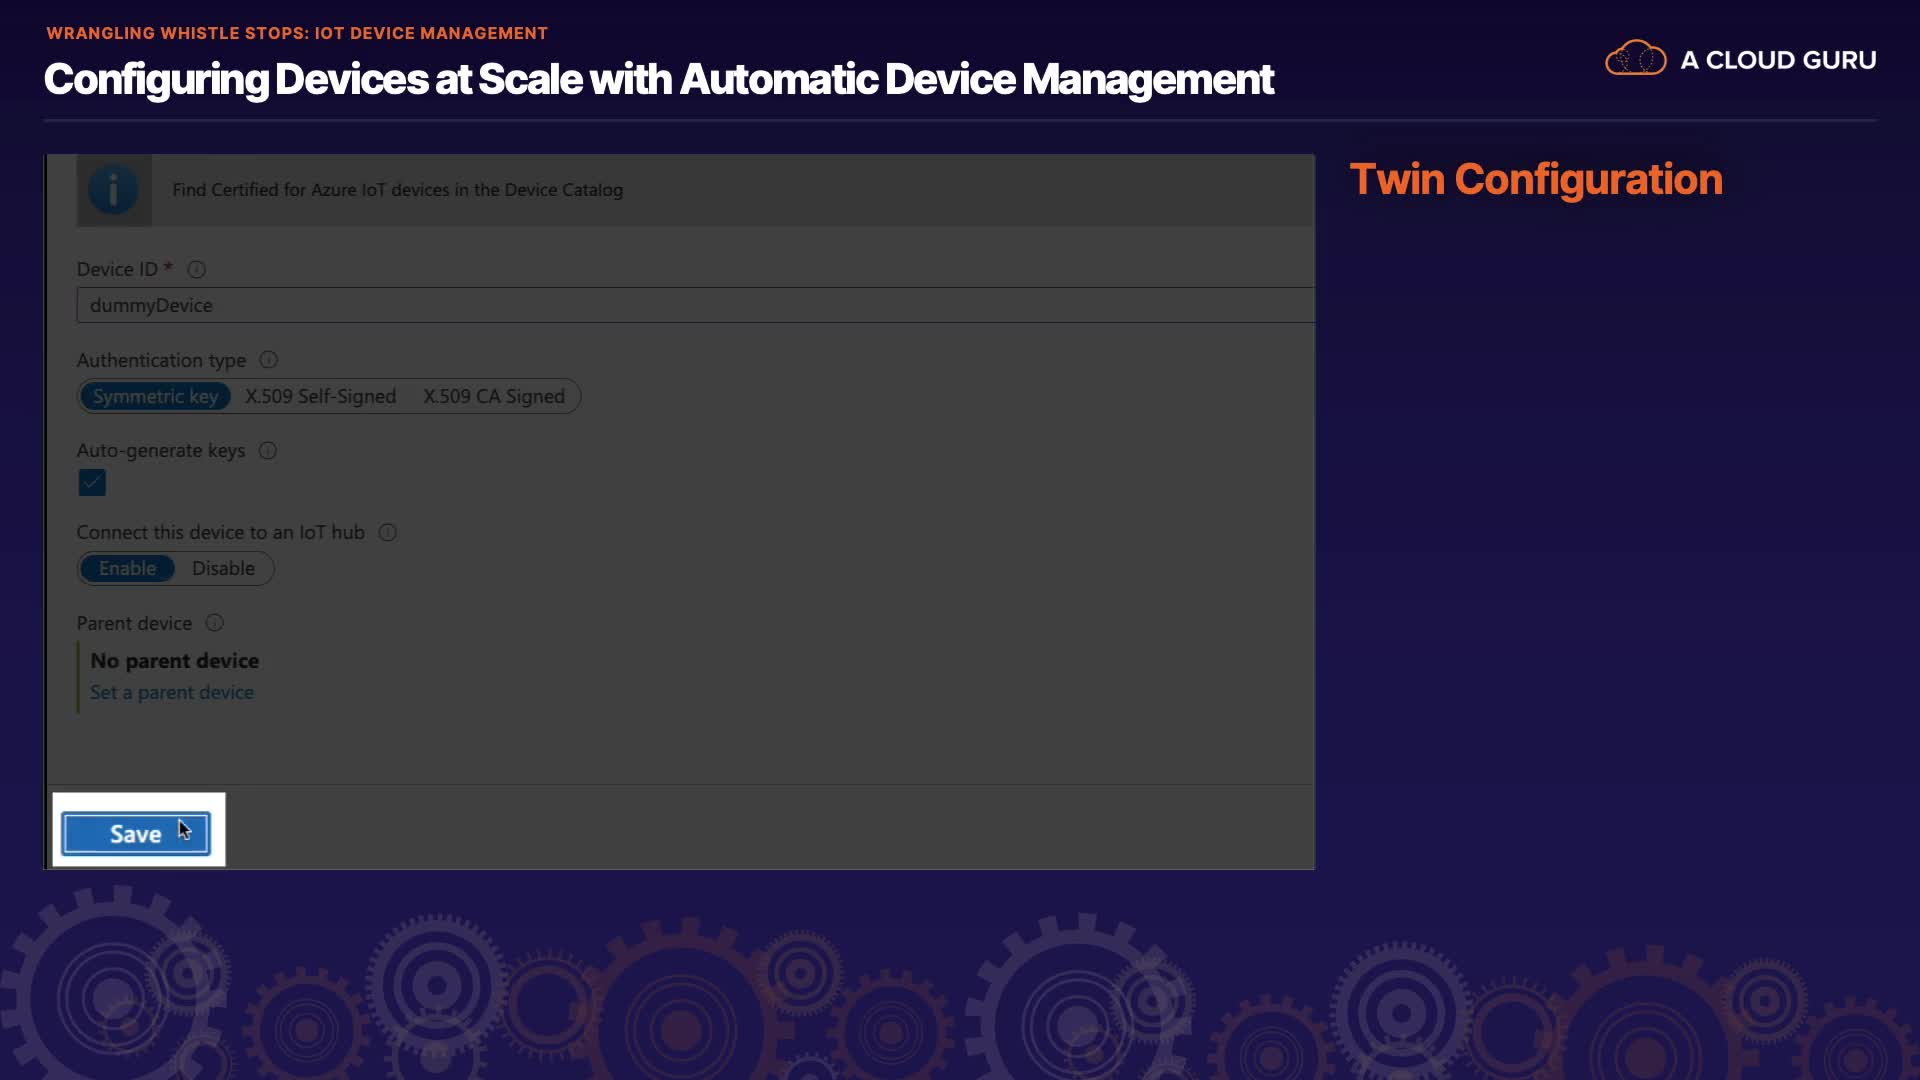 WRANGLING WHISTLE STOPS: IOT DEVICE MANAGEMENT
Configuring Devices at Scale with Automatic Device Management
A CLOUD GURU
Find Certified for Azure IoT devices in the Device Catalog
Twin Configuration
Device ID *
dummyDevice
Authentication type
Symmetric key X.509 Self-Signed X.509 CA Signed
Auto-generate keys
Connect this device to an IoT hub
Enable Disable
Parent device
No parent device
Set a parent device
Save